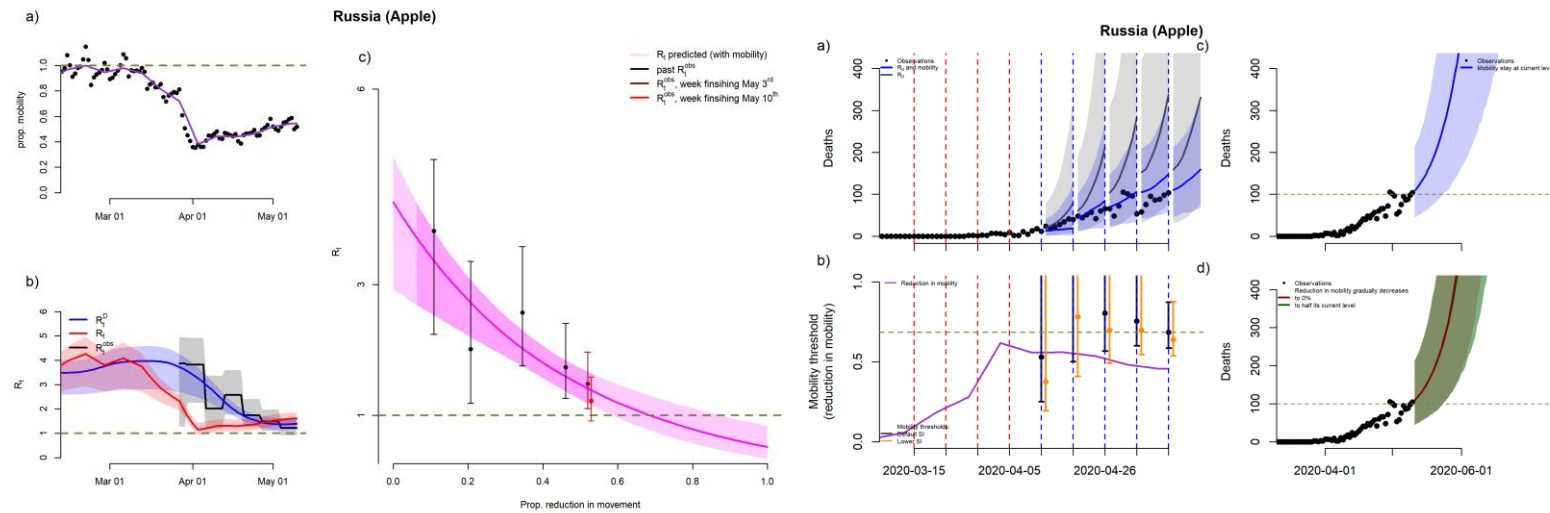 Russia (Apple)
a)
prop. mobility
0.0
0.2
0.4
0.6
0.8
1.0
Mar 01
Apr 01
May 01
b)
R_t^D
R_t
R_t^obs
R_t
0
1
2
3
4
5
6
Mar 01
Apr 01
May 01
c)
R_t predicted (with mobility)
past R_t^obs
R_t^obs, week finsihing May 3rd
R_t^obs, week finsihing May 10th
R_t
6
3
1
0.0
0.2
0.4
0.6
0.8
1.0
Prop. reduction in movement
Russia (Apple)
a)
Observations
R_0 and mobility
R_0
Deaths
0
100
200
300
400
b)
Reduction in mobility
Mobility threshold
(reduction in mobility)
0.0
0.5
1.0
Mobility thresholds
Default SI
Lower SI
2020-03-15
2020-04-05
2020-04-26
c)
Observations
Mobility stay at current lev
Deaths
0
100
200
300
400
d)
Observations
Reduction in mobility gradually decreases
to 0%
to half its current level
Deaths
0
100
200
300
400
2020-04-01
2020-06-01